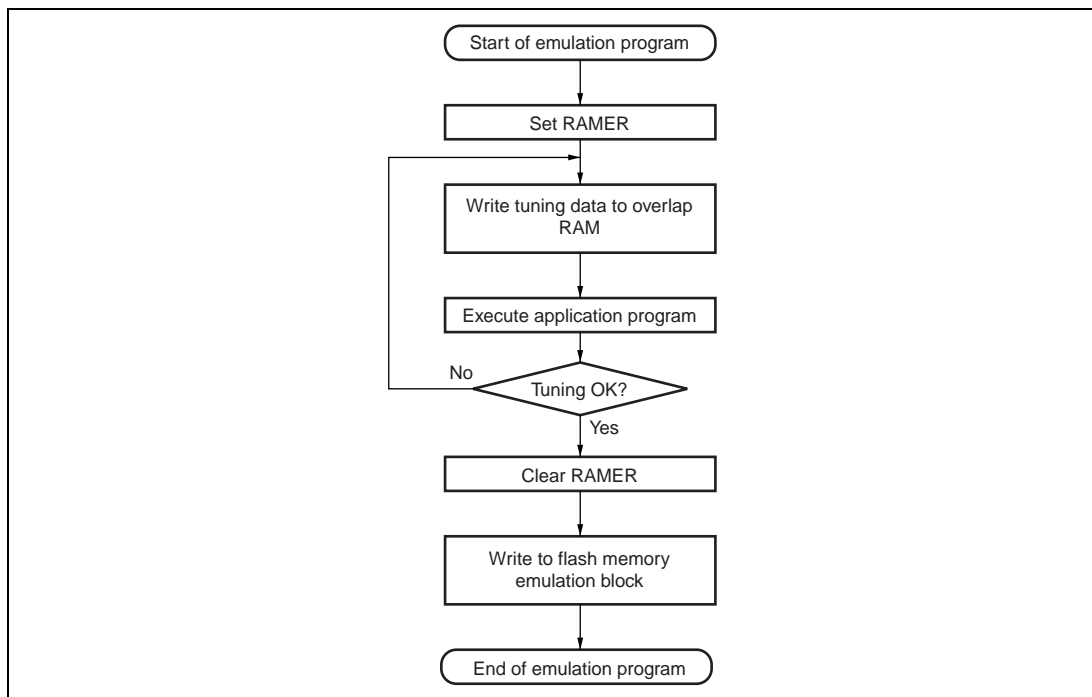 Start of emulation program
Set RAMER
Write tuning data to overlap
RAM
Execute application program
No
Tuning OK?
Yes
Clear RAMER
Write to flash memory
emulation block
End of emulation program